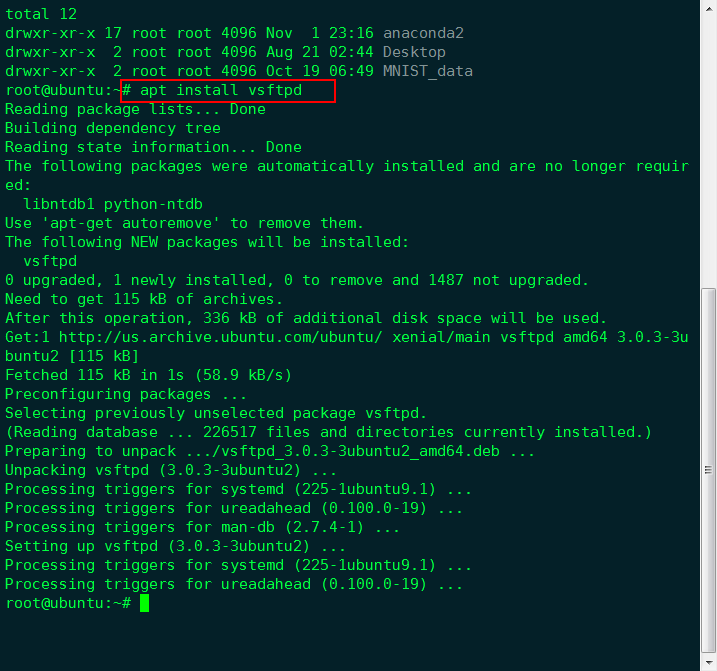 total 12
drwxr-xr-x 17 root root 4096 Nov  1 23:16 anaconda2
drwxr-xr-x  2 root root 4096 Aug 21 02:44 Desktop
drwxr-xr-x  2 root root 4096 Oct 19 06:49 MNIST_data
root@ubuntu:~# apt install vsftpd
Reading package lists... Done
Building dependency tree
Reading state information... Done
The following packages were automatically installed and are no longer requir
ed:
  libntdb1 python-ntdb
Use 'apt-get autoremove' to remove them.
The following NEW packages will be installed:
  vsftpd
0 upgraded, 1 newly installed, 0 to remove and 1487 not upgraded.
Need to get 115 kB of archives.
After this operation, 336 kB of additional disk space will be used.
Get:1 http://us.archive.ubuntu.com/ubuntu/ xenial/main vsftpd amd64 3.0.3-3u
buntu2 [115 kB]
Fetched 115 kB in 1s (58.9 kB/s)
Preconfiguring packages ...
Selecting previously unselected package vsftpd.
(Reading database ... 226517 files and directories currently installed.)
Preparing to unpack .../vsftpd_3.0.3-3ubuntu2_amd64.deb ...
Unpacking vsftpd (3.0.3-3ubuntu2) ...
Processing triggers for systemd (225-1ubuntu9.1) ...
Processing triggers for ureadahead (0.100.0-19) ...
Processing triggers for man-db (2.7.4-1) ...
Setting up vsftpd (3.0.3-3ubuntu2) ...
Processing triggers for systemd (225-1ubuntu9.1) ...
Processing triggers for ureadahead (0.100.0-19) ...
root@ubuntu:~#